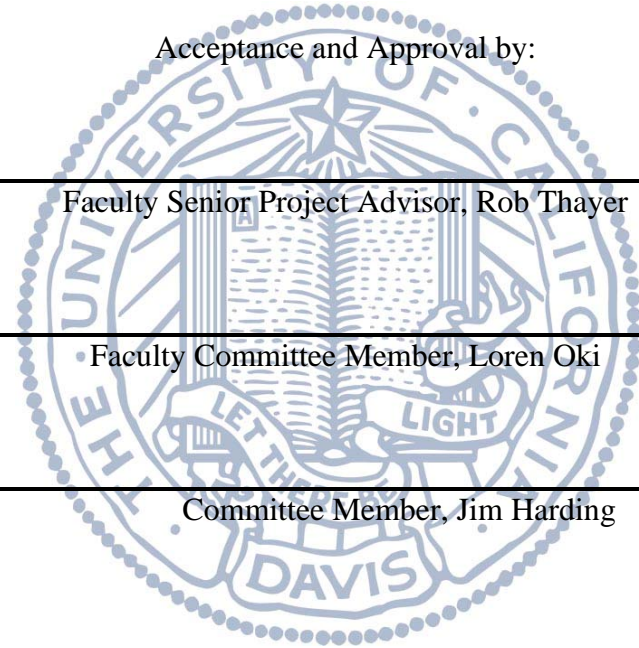 Acceptance and Approval by:
Faculty Senior Project Advisor, Rob Thayer
Faculty Committee Member, Loren Oki
Committee Member, Jim Harding
THE · UNIVERSITY · OF · CALIFORNIA
A
LET THERE BE
LIGHT
DAVIS